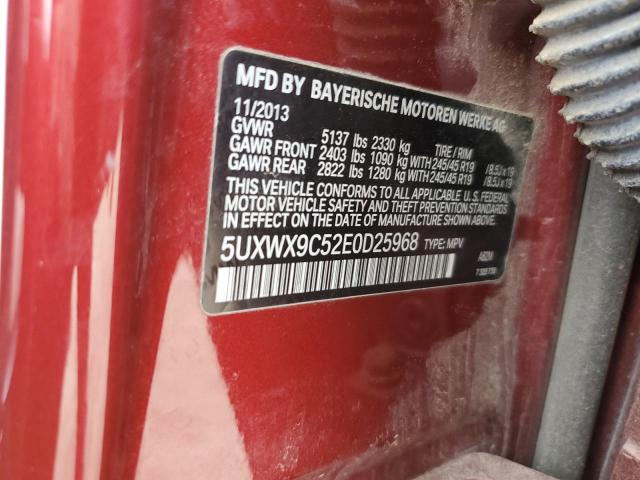 MFD BY BAYERISCHE MOTOREN WERKE AG
11/2013
GVWR 5137 lbs 2330 kg TIRE / RIM
GAWR FRONT 2403 lbs 1090 kg WITH 245/45 R19 / 8.5J x 19
GAWR REAR 2822 lbs 1280 kg WITH 245/45 R19 / 8.5J x 19
THIS VEHICLE CONFORMS TO ALL APPLICABLE U.S. FEDERAL
MOTOR VEHICLE SAFETY, BUMPER, AND THEFT PREVENTION
STANDARDS IN EFFECT ON THE DATE OF MANUFACTURE SHOWN ABOVE.
5UXWX9C52E0D25968 TYPE: MPV